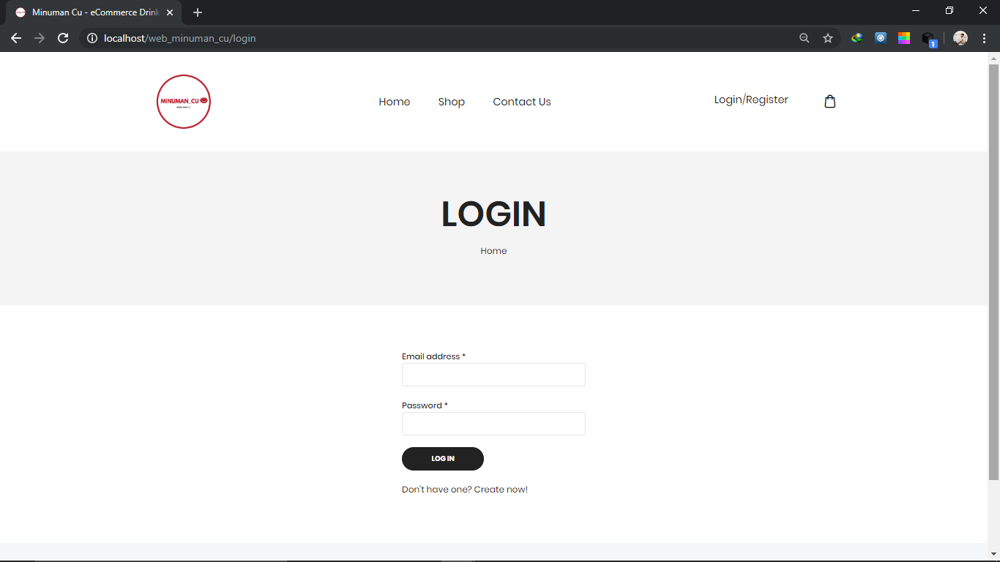 Minuman Cu - eCommerce Drink
localhost/web_minuman_cu/login
1
MINUMAN_CU
Home Shop Contact Us
Login/Register
LOGIN
Home
Email address *
Password *
LOG IN
Don't have one? Create now!